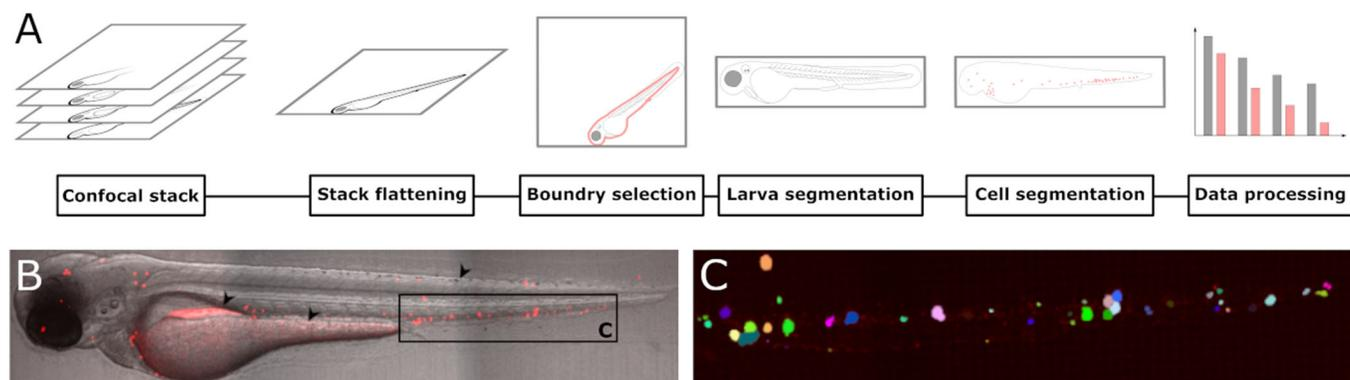 A
Confocal stack
Stack flattening
Boundry selection
Larva segmentation
Cell segmentation
Data processing
B
C
C